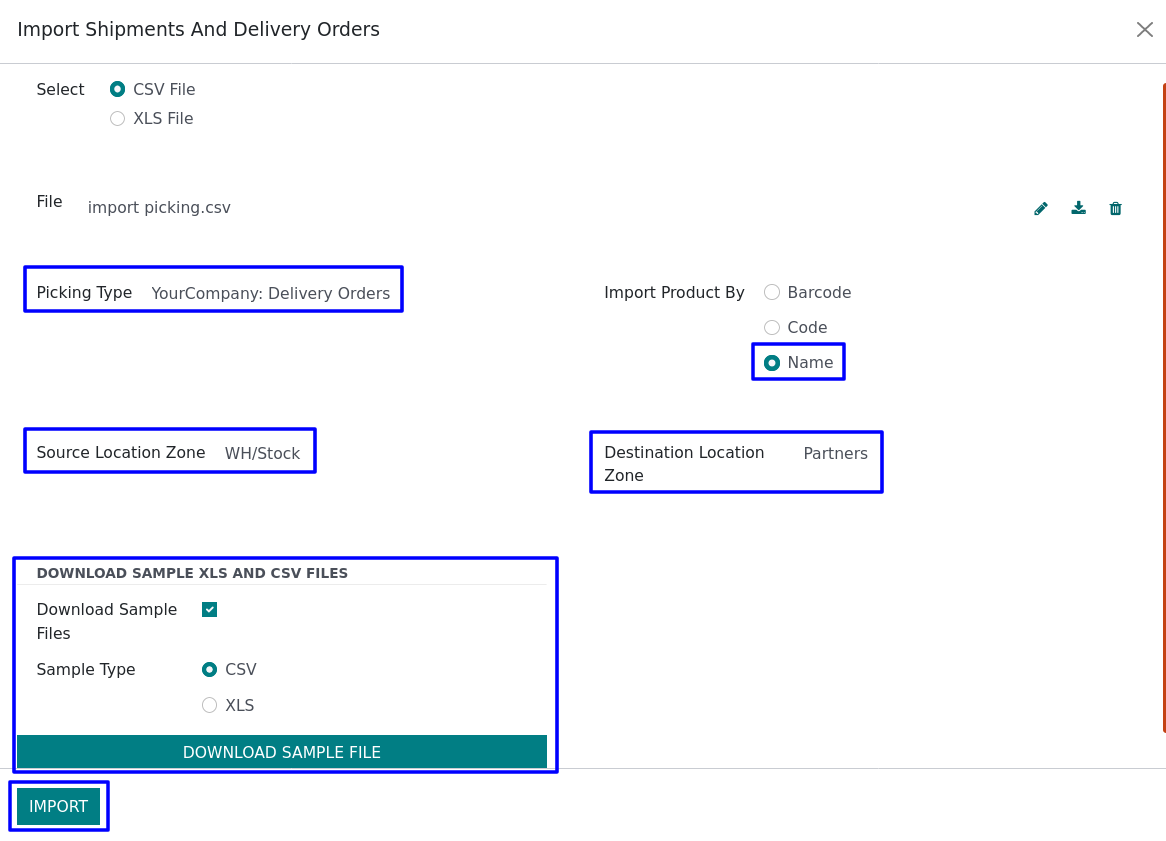 Import Shipments And Delivery Orders
Select
CSV File
XLS File
File
import picking.csv
Picking Type
YourCompany: Delivery Orders
Import Product By
Barcode
Code
Name
Source Location Zone
WH/Stock
Destination Location
Zone
Partners
DOWNLOAD SAMPLE XLS AND CSV FILES
Download Sample
Files
Sample Type
CSV
XLS
DOWNLOAD SAMPLE FILE
IMPORT